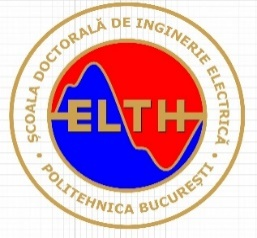 ȘCOALA DOCTORALĂ DE INGINERIE ELECTRICĂ
ELTH
• POLITEHNICA BUCUREȘTI •